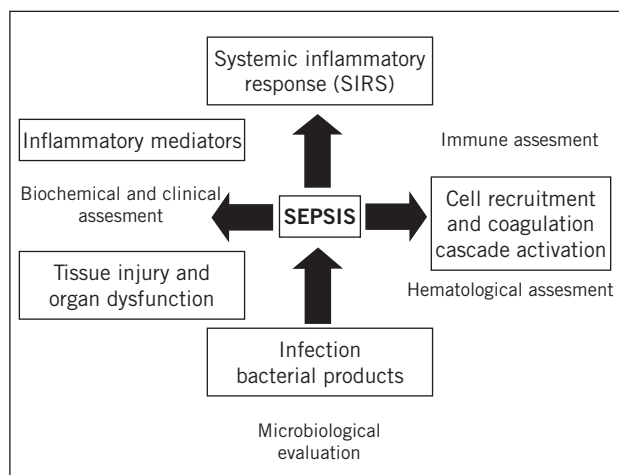 Systemic inflammatory
response (SIRS)
Inflammatory mediators
Immune assesment
Biochemical and clinical
assesment
SEPSIS
Cell recruitment
and coagulation
cascade activation
Tissue injury and
organ dysfunction
Hematological assesment
Infection
bacterial products
Microbiological
evaluation